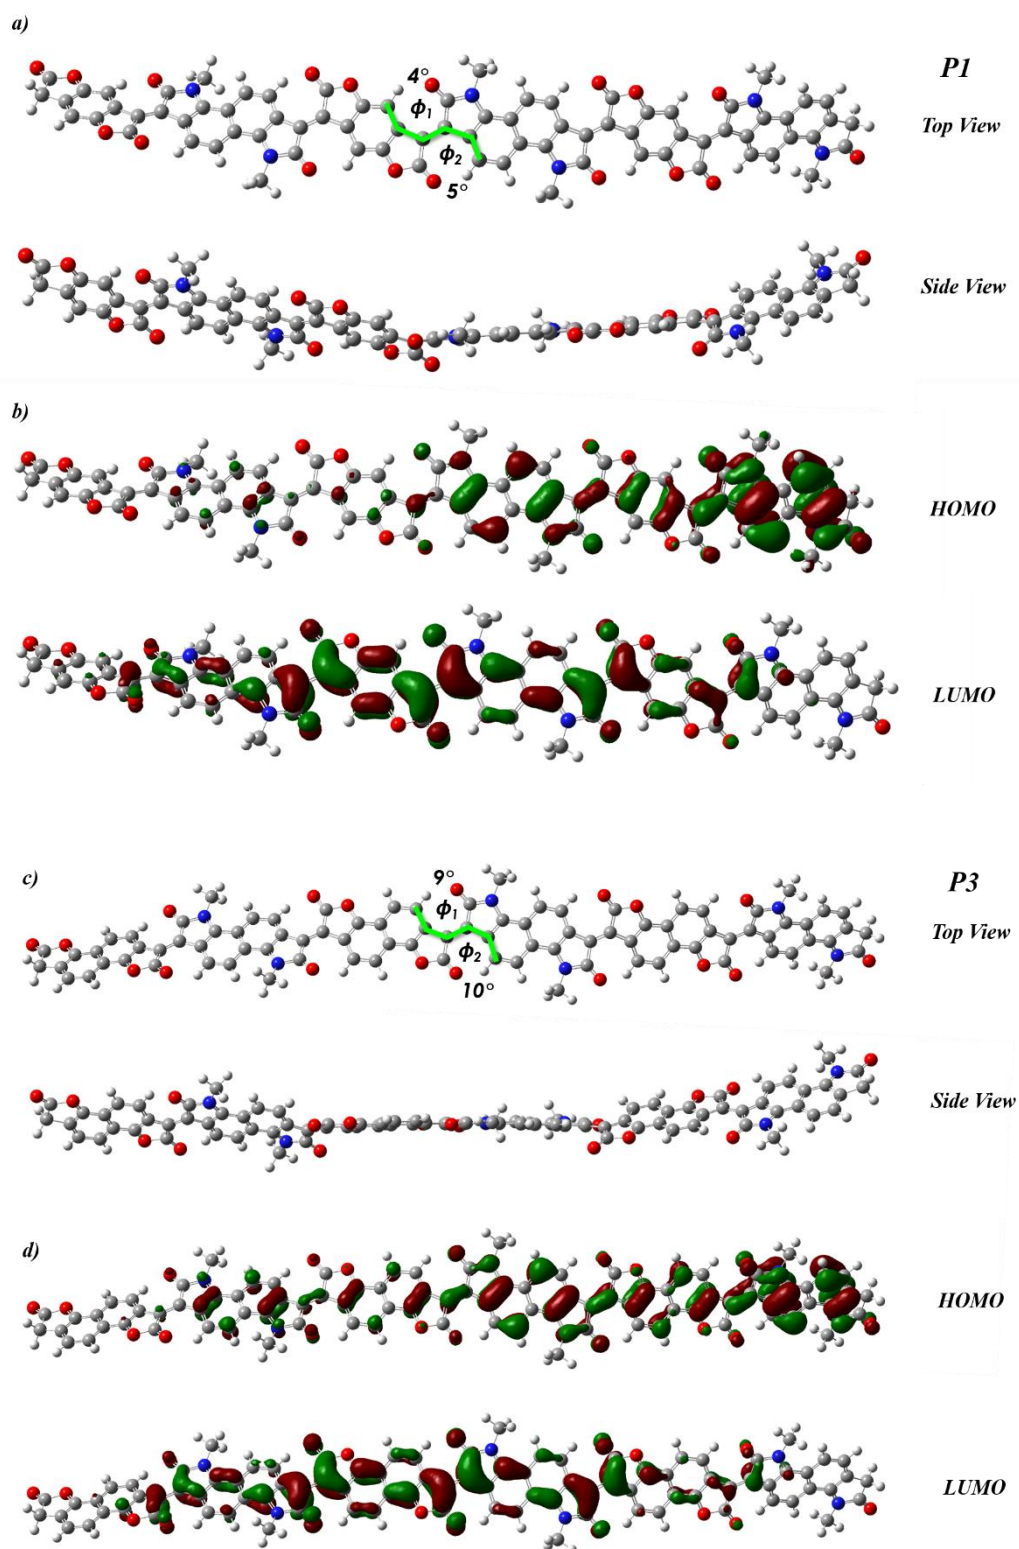 a)
P1
4°
ϕ1
Top View
ϕ2
5°
Side View
b)
HOMO
LUMO
c)
P3
9°
ϕ1
Top View
ϕ2
10°
Side View
d)
HOMO
LUMO